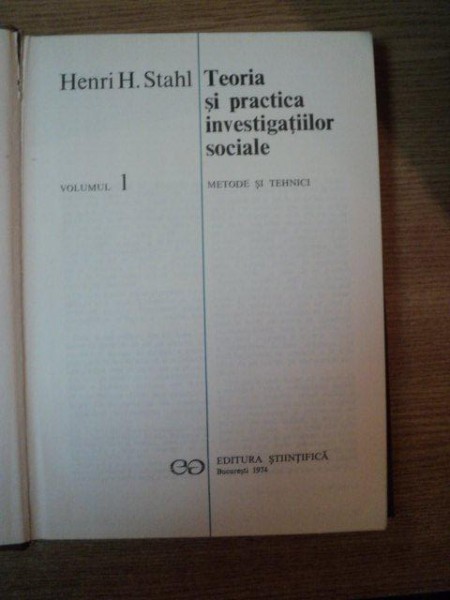 Henri H. Stahl
Teoria
și practica
investigațiilor
sociale
VOLUMUL 1
METODE ȘI TEHNICI
EDITURA ȘTIINȚIFICĂ
București 1974